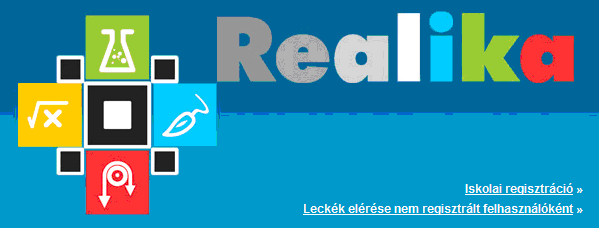 Realika
√x
Iskolai regisztráció »
Leckék elérése nem regisztrált felhasználóként »